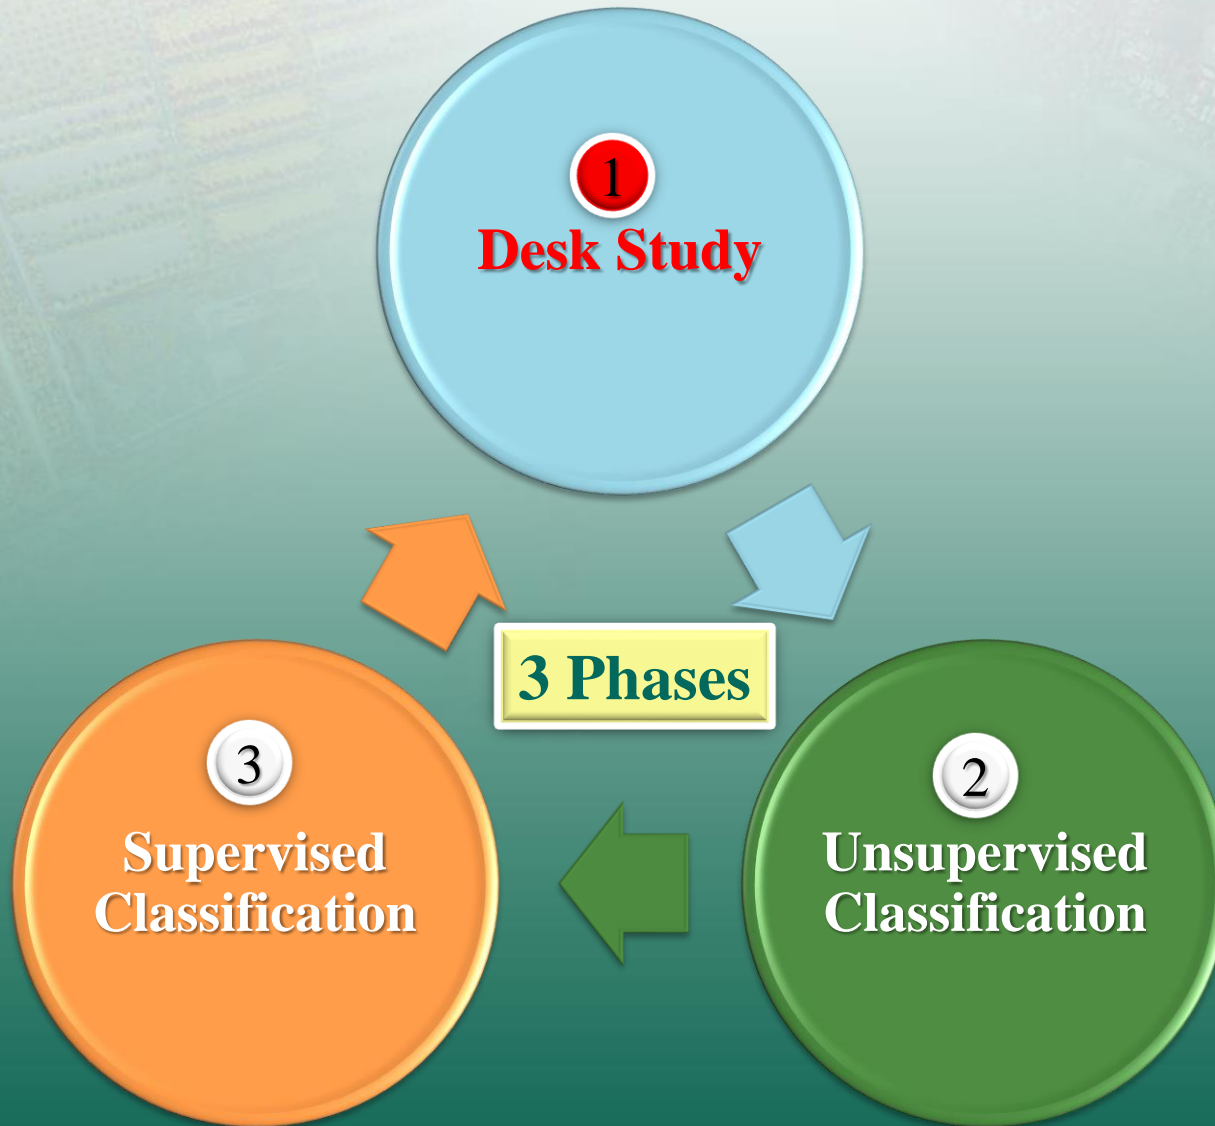 1
Desk Study
3 Phases
3
Supervised
Classification
2
Unsupervised
Classification